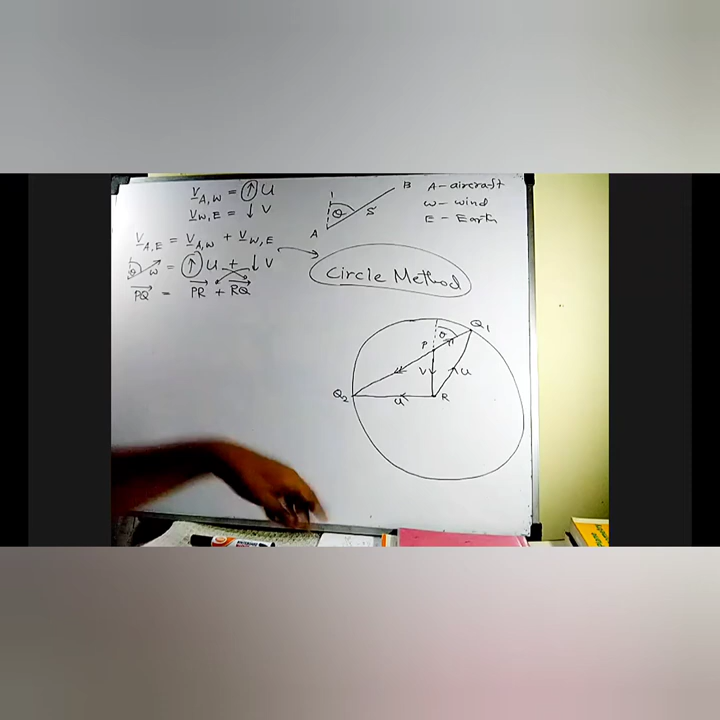 V_A,W = ↑ U
V_W,E = ↓ V
V_A,E = V_A,W + V_W,E
θ W = ↑ U + ↓ V
PQ = PR + RQ
θ S A B
A – aircraft
W – wind
E – Earth
Circle Method
Q1
θ
P
V U
Q2 U R